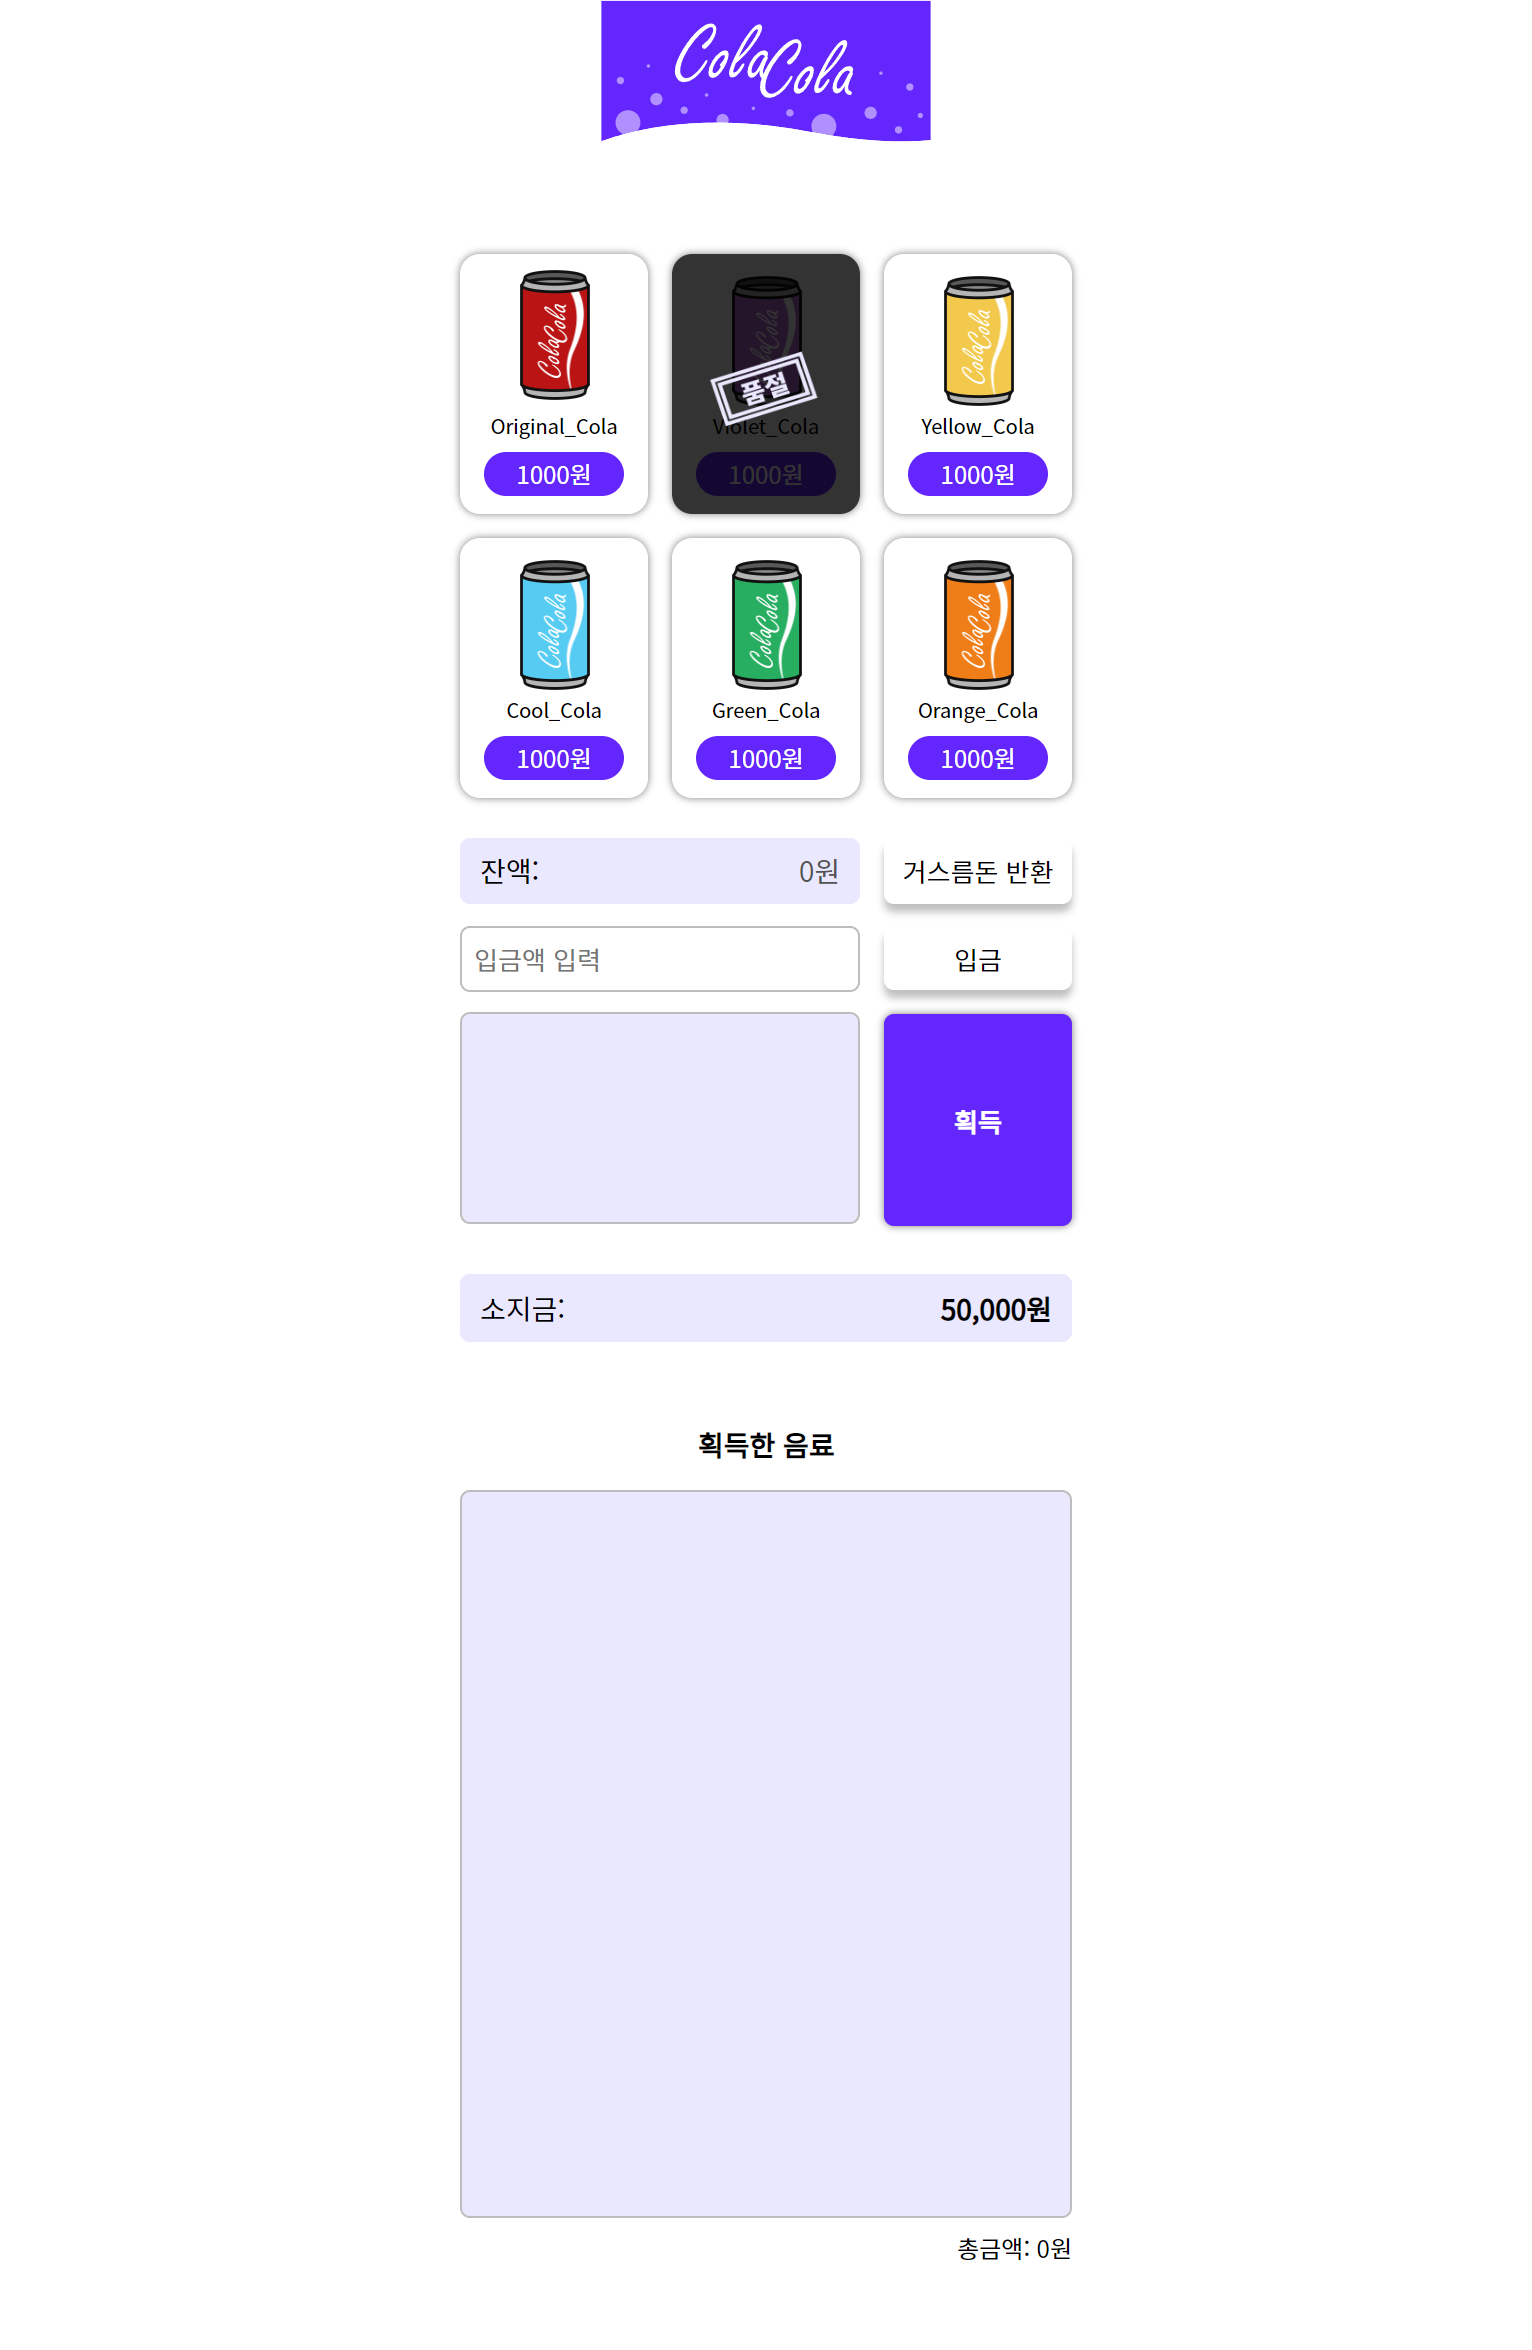 ColaCola
ColaCola
ColaCola
ColaCola
Original_Cola
품절
Violet_Cola
Yellow_Cola
1000원
1000원
1000원
ColaCola
ColaCola
ColaCola
Cool_Cola
Green_Cola
Orange_Cola
1000원
1000원
1000원
잔액:
0원
거스름돈 반환
입금액 입력
입금
획득
소지금:
50,000원
획득한 음료
총금액: 0원